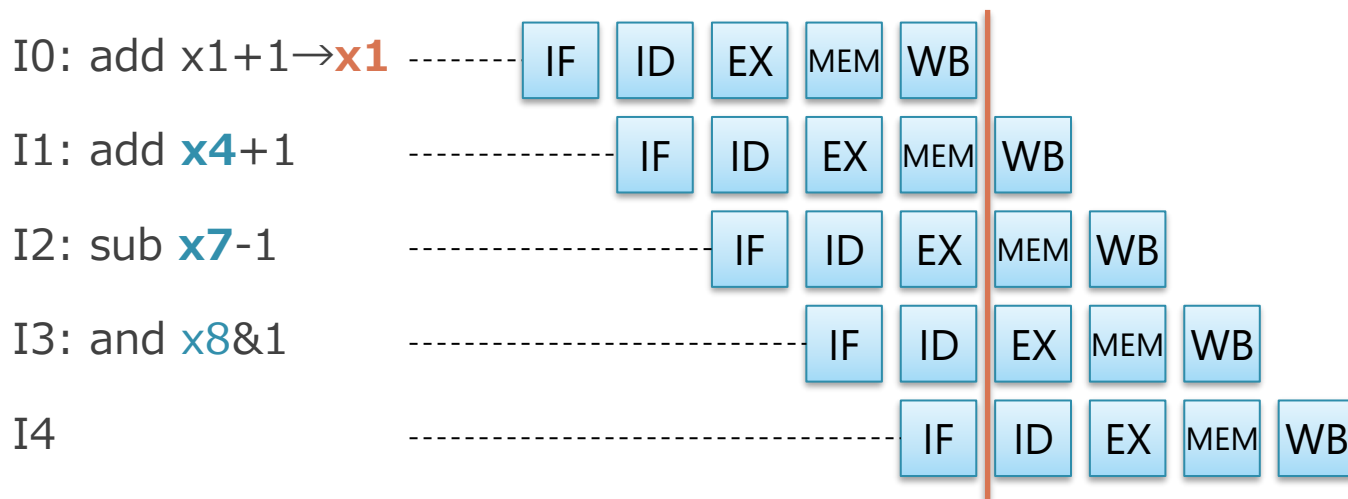 I0: add x1+1→x1 IF ID EX MEM WB
I1: add x4+1 IF ID EX MEM WB
I2: sub x7-1 IF ID EX MEM WB
I3: and x8&1 IF ID EX MEM WB
I4 IF ID EX MEM WB